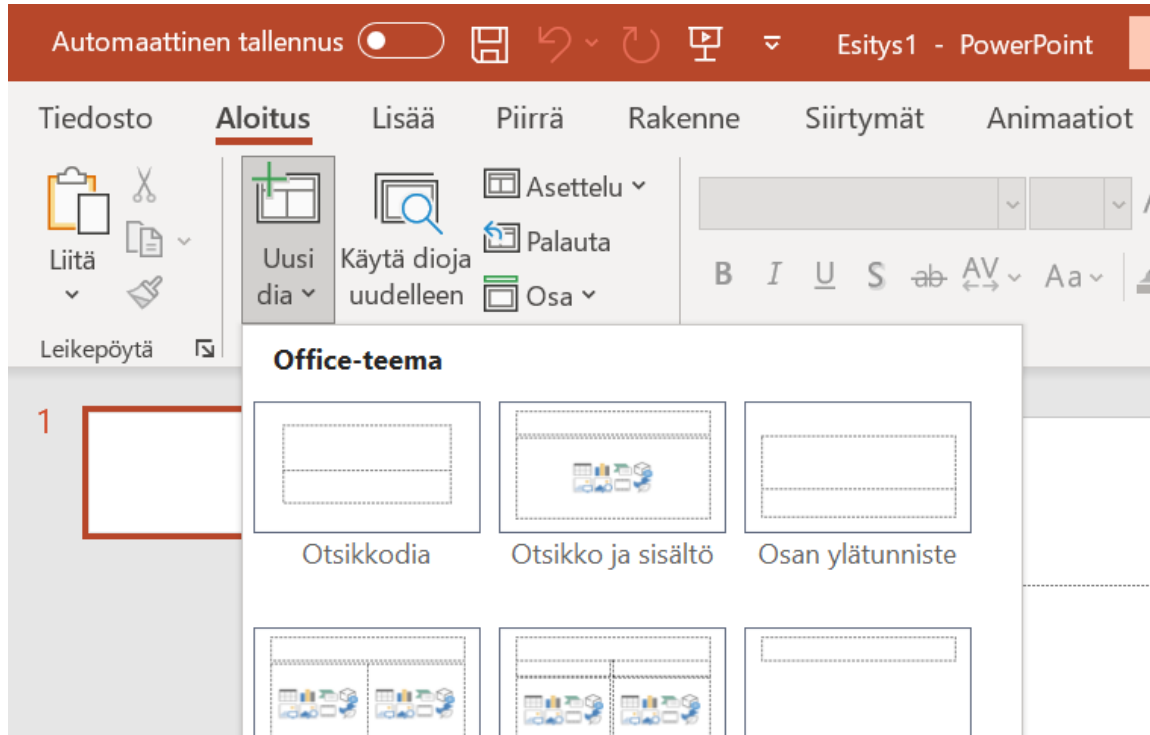 Automaattinen tallennus Esitys1 - PowerPoint
Tiedosto Aloitus Lisää Piirrä Rakenne Siirtymät Animaatiot
Liitä
Uusi
dia
Käytä dioja
uudelleen
Asettelu
Palauta
Osa
B I U S ab AV Aa
Leikepöytä
Office-teema
1
Otsikkodia Otsikko ja sisältö Osan ylätunniste